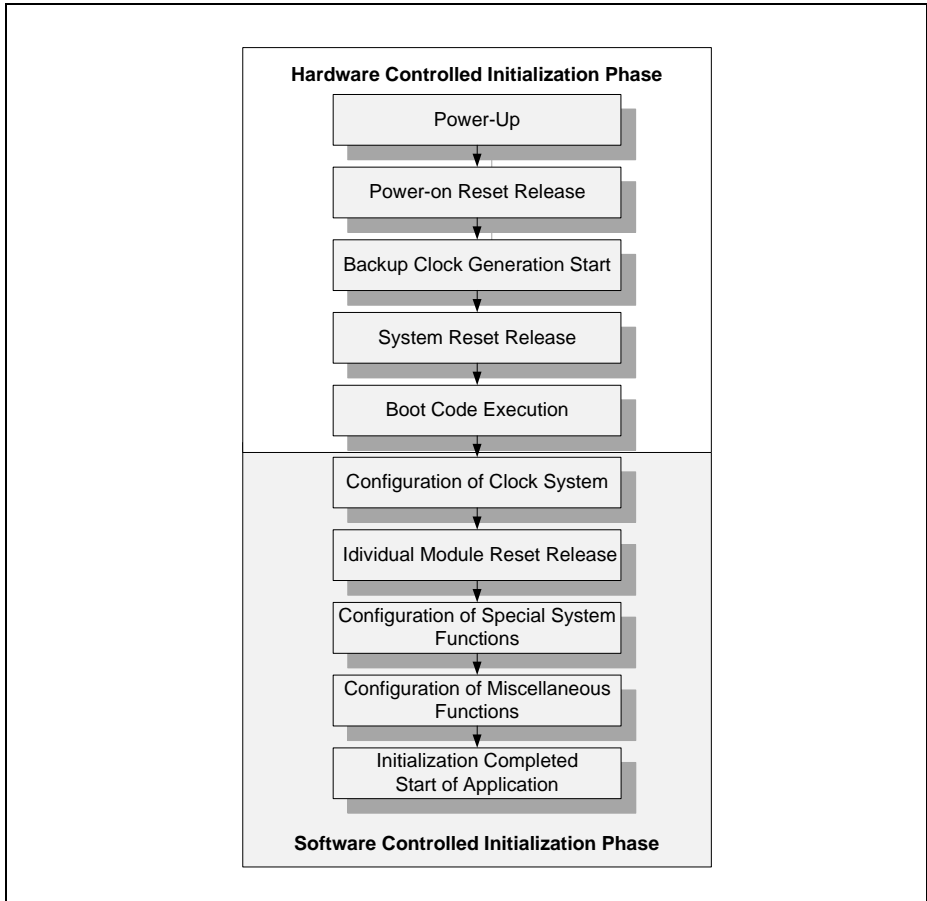 Hardware Controlled Initialization Phase
Power-Up
Power-on Reset Release
Backup Clock Generation Start
System Reset Release
Boot Code Execution
Configuration of Clock System
Idividual Module Reset Release
Configuration of Special System
Functions
Configuration of Miscellaneous
Functions
Initialization Completed
Start of Application
Software Controlled Initialization Phase